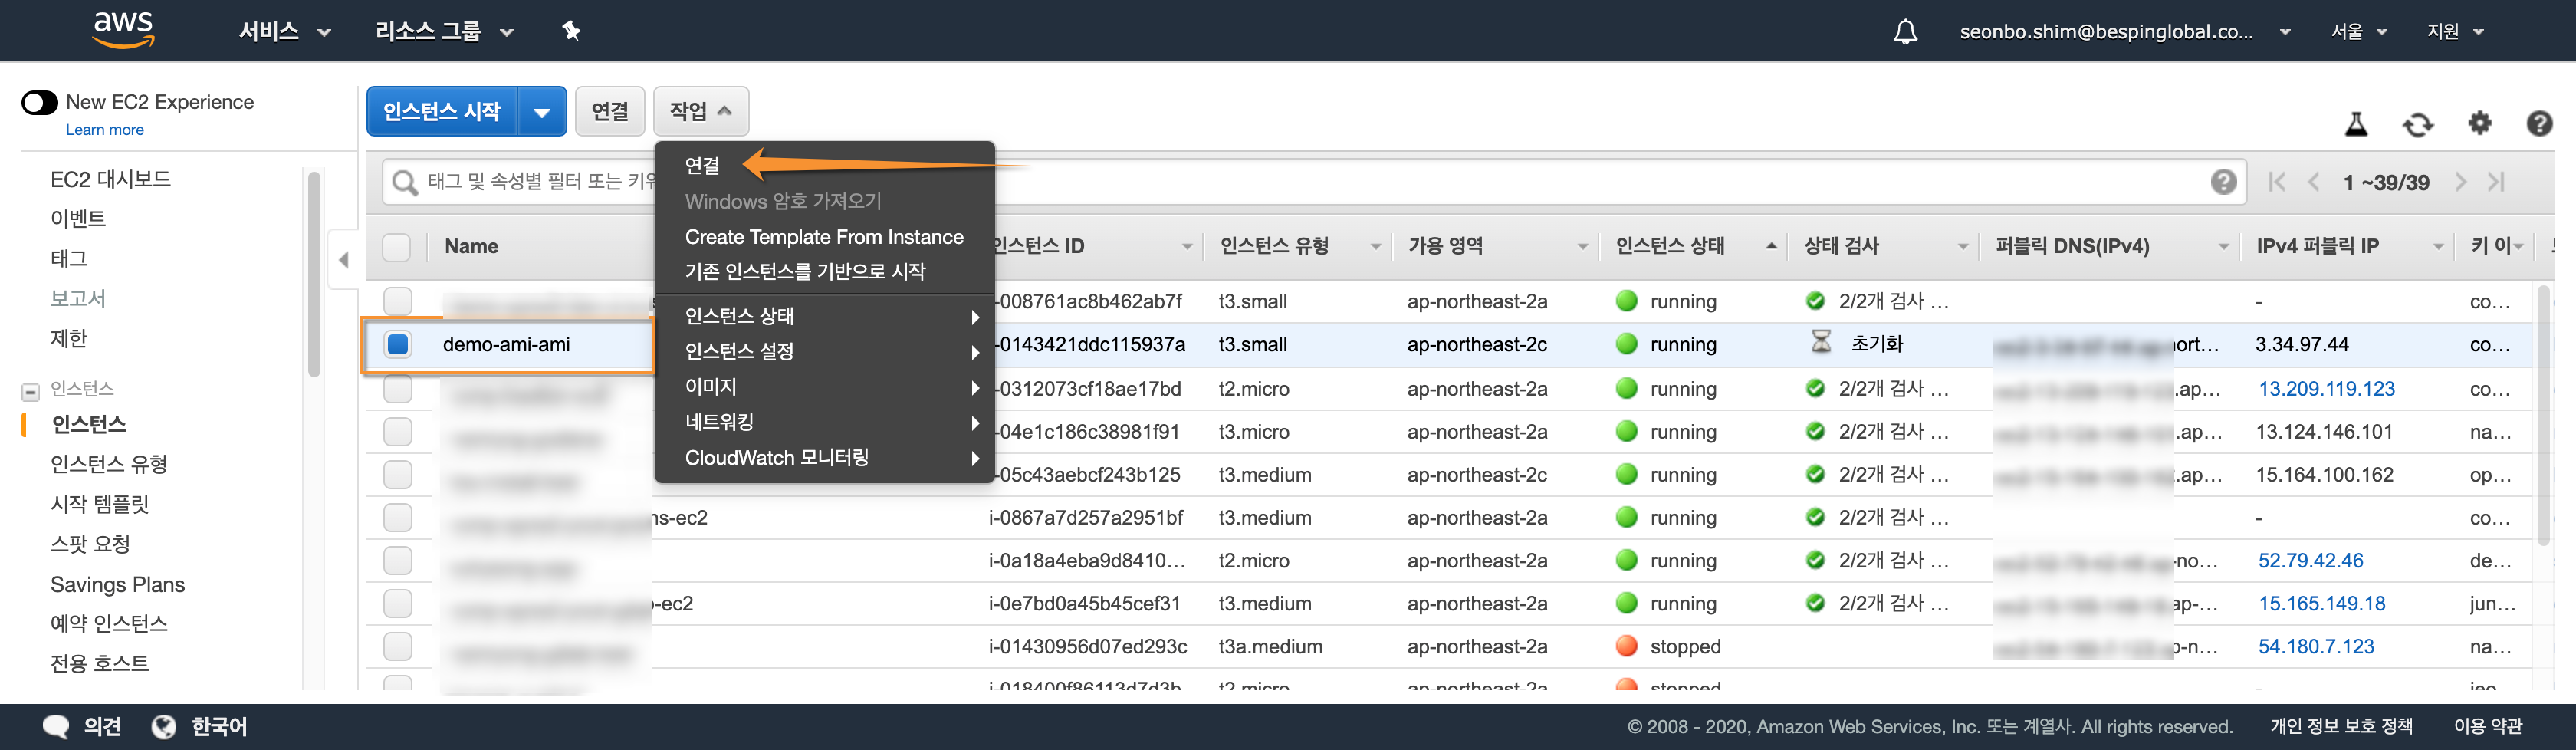 aws 서비스 리소스 그룹 seonbo.shim@bespinglobal.co... 서울 지원
New EC2 Experience
Learn more
EC2 대시보드
이벤트
태그
보고서
제한
인스턴스
인스턴스
인스턴스 유형
시작 템플릿
스팟 요청
Savings Plans
예약 인스턴스
전용 호스트
인스턴스 시작 연결 작업
연결
Windows 암호 가져오기
Create Template From Instance
기존 인스턴스를 기반으로 시작
인스턴스 상태
인스턴스 설정
이미지
네트워킹
CloudWatch 모니터링
태그 및 속성별 필터 또는 키워 1 ~39/39
Name 인스턴스 ID 인스턴스 유형 가용 영역 인스턴스 상태 상태 검사 퍼블릭 DNS(IPv4) IPv4 퍼블릭 IP 키 이
-008761ac8b462ab7f t3.small ap-northeast-2a running 2/2개 검사 ... - co...
demo-ami-ami -0143421ddc115937a t3.small ap-northeast-2c running 초기화 ort... 3.34.97.44 co...
-0312073cf18ae17bd t2.micro ap-northeast-2a running 2/2개 검사 ... .ap... 13.209.119.123 co...
-04e1c186c38981f91 t3.micro ap-northeast-2a running 2/2개 검사 ... .ap... 13.124.146.101 na...
-05c43aebcf243b125 t3.medium ap-northeast-2c running 2/2개 검사 ... .ap... 15.164.100.162 op...
ns-ec2 i-0867a7d257a2951bf t3.medium ap-northeast-2a running 2/2개 검사 ... - co...
i-0a18a4eba9d8410... t2.micro ap-northeast-2a running 2/2개 검사 ... -no... 52.79.42.46 de...
-ec2 i-0e7bd0a45b45cef31 t3.medium ap-northeast-2a running 2/2개 검사 ... ap-... 15.165.149.18 jun...
i-01430956d07ed293c t3a.medium ap-northeast-2a stopped -n... 54.180.7.123 na...
i-018400f86113d7d3b t2.micro ap-northeast-2a stopped - jeo
의견 한국어 © 2008 - 2020, Amazon Web Services, Inc. 또는 계열사. All rights reserved. 개인 정보 보호 정책 이용 약관